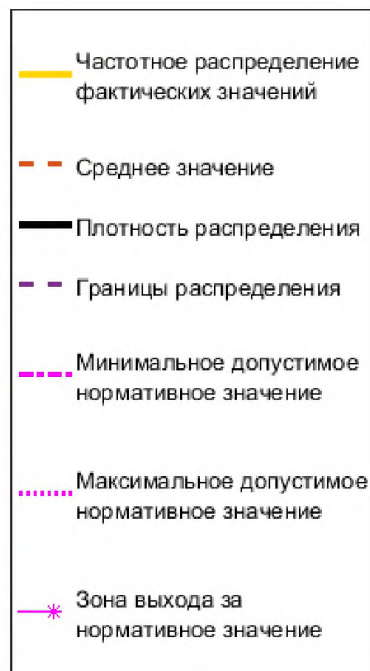 Частотное распределение
фактических значений
Среднее значение
Плотность распределения
Границы распределения
Минимальное допустимое
нормативное значение
Максимальное допустимое
нормативное значение
Зона выхода за
нормативное значение